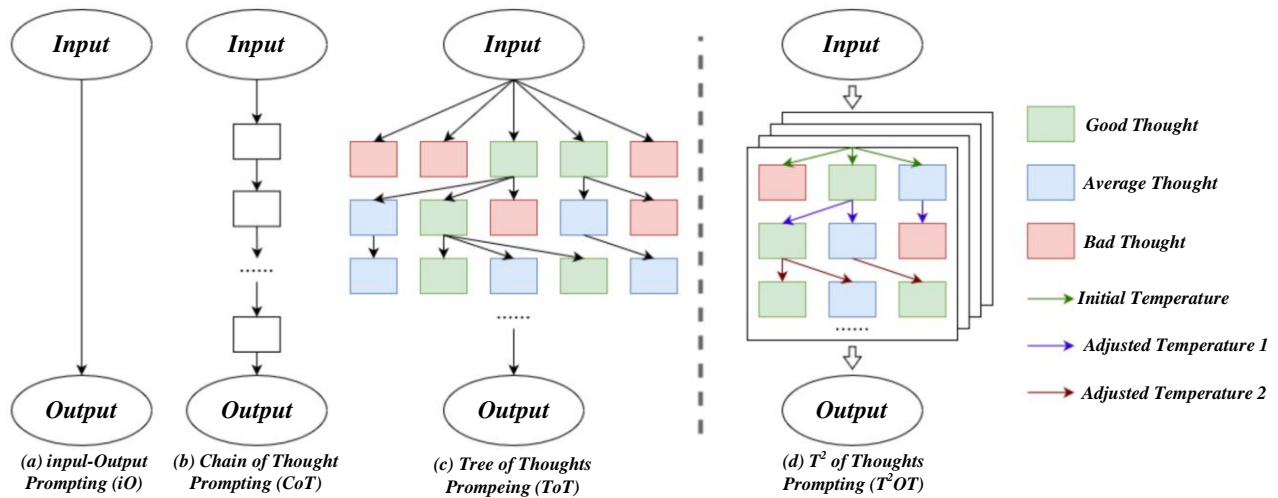 Input
Output
(a) inpul-Output
Prompting (iO)
Input
......
Output
(b) Chain of Thought
Prompting (CoT)
Input
......
Output
(c) Tree of Thoughts
Prompeing (ToT)
Input
......
Output
(d) T² of Thoughts
Prompting (T²OT)
Good Thought
Average Thought
Bad Thought
Initial Temperature
Adjusted Temperature 1
Adjusted Temperature 2